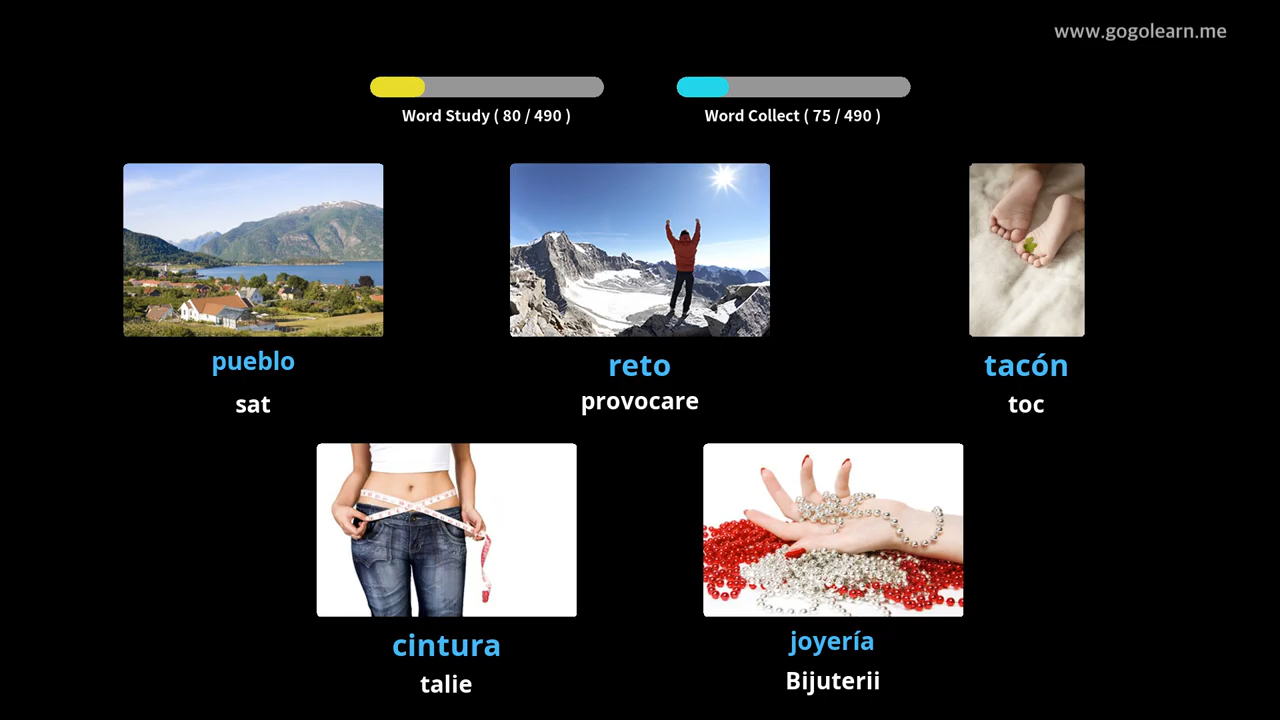 www.gogolearn.me
Word Study ( 80 / 490 )
Word Collect ( 75 / 490 )
pueblo
sat
reto
provocare
tacón
toc
cintura
talie
joyería
Bijuterii